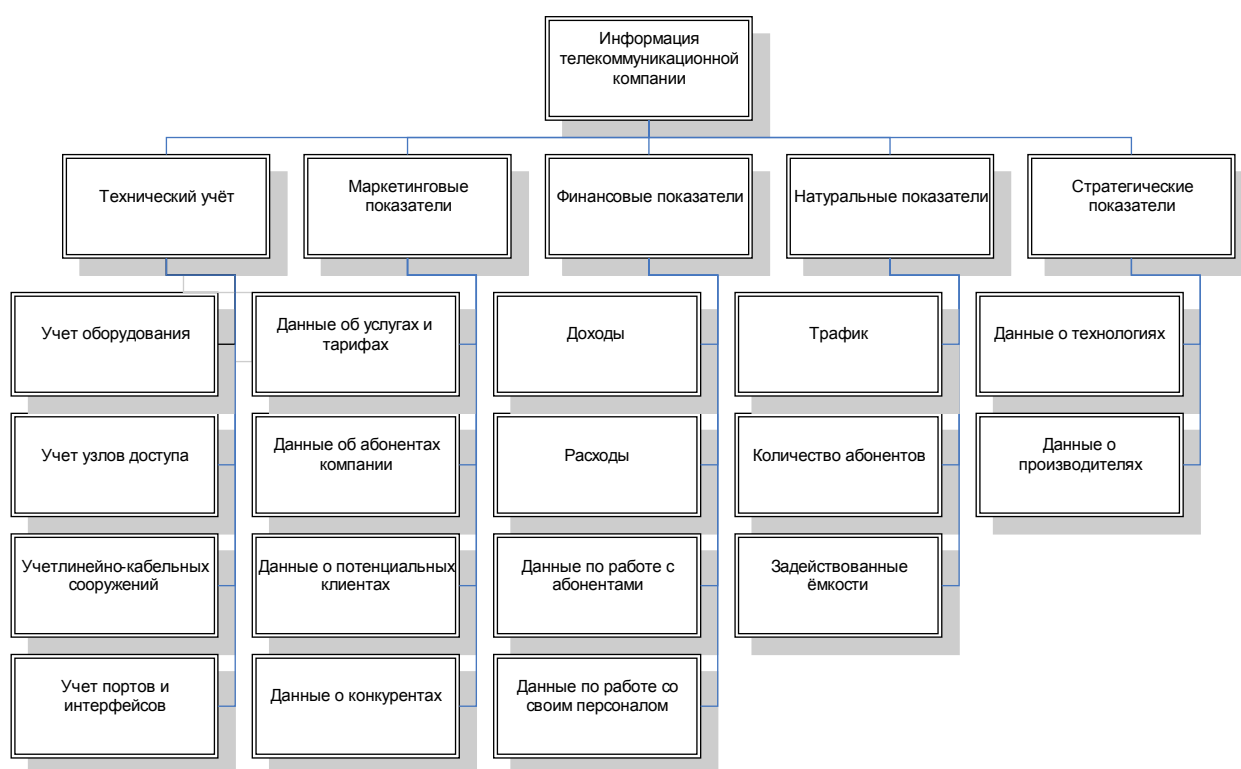 Информация
телекоммуникационной
компании
Технический учёт
Маркетинговые
показатели
Финансовые показатели
Натуральные показатели
Стратегические
показатели
Учет оборудования
Данные об услугах и
тарифах
Доходы
Трафик
Данные о технологиях
Учет узлов доступа
Данные об абонентах
компании
Расходы
Количество абонентов
Данные о
производителях
Учетлинейно-кабельных
сооружений
Данные о потенциальных
клиентах
Данные по работе с
абонентами
Задействованные
ёмкости
Учет портов и
интерфейсов
Данные о конкурентах
Данные по работе со
своим персоналом